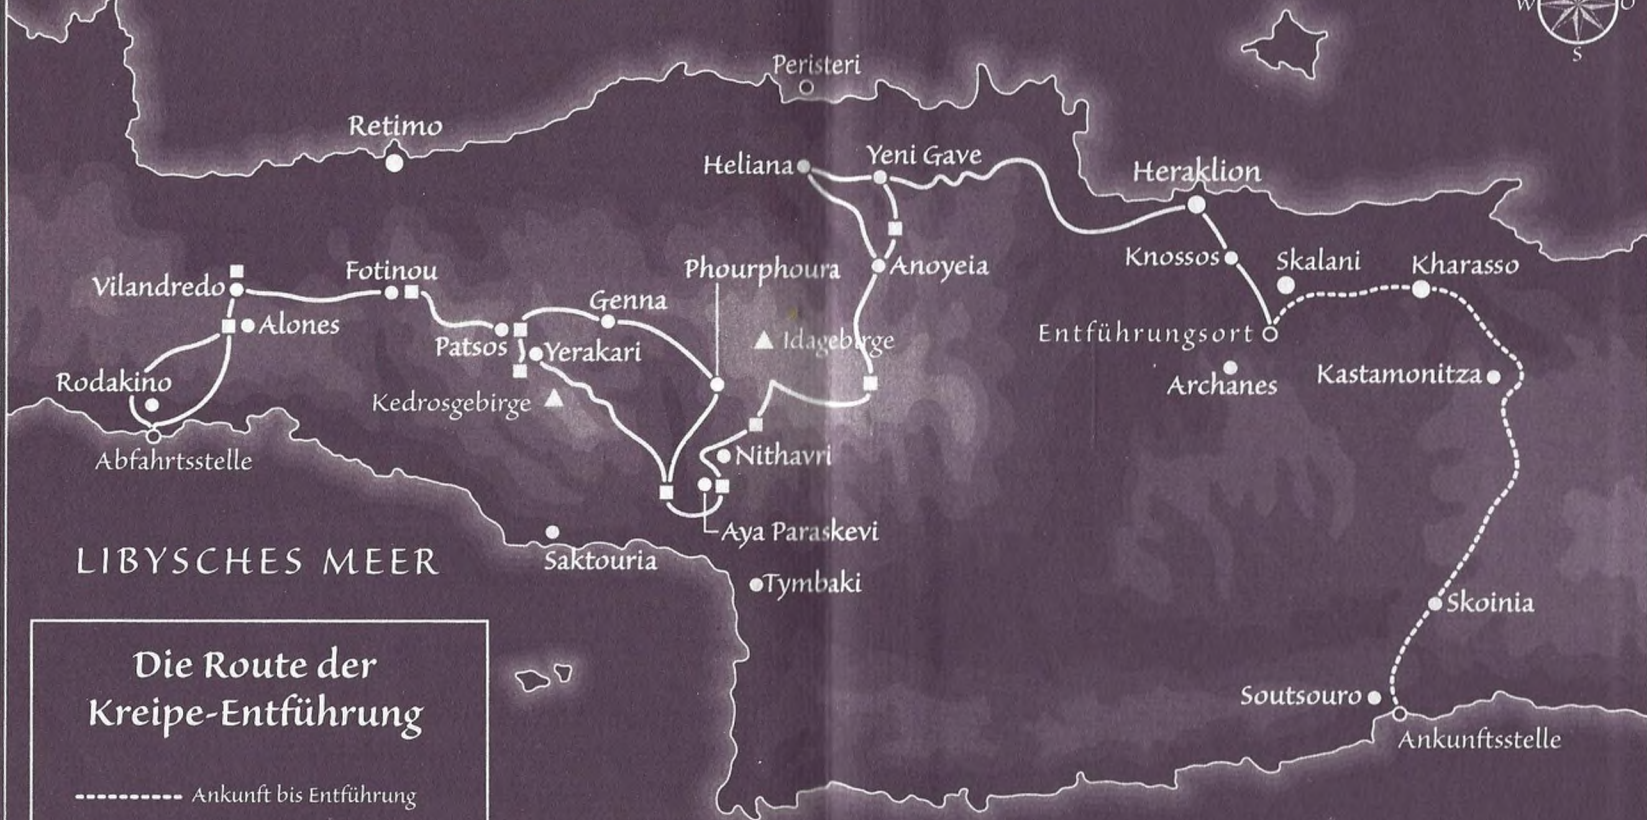 W
O
S
Peristeri
Retimo
Heliana
Yeni Gave
Heraklion
Knossos
Skalani
Kharasso
Phourphoura
Anoyeia
Vilandredo
Fotinou
Genna
Alones
Patsos
Yerakari
Idagebirge
Entführungsort
Archanes
Kastamonitza
Rodakino
Kedrosgebirge
Abfahrtsstelle
Nithavri
Aya Paraskevi
LIBYSCHES MEER
Saktouria
Tymbaki
Skoinia
Soutsouro
Ankunftsstelle
Die Route der
Kreipe-Entführung
Ankunft bis Entführung